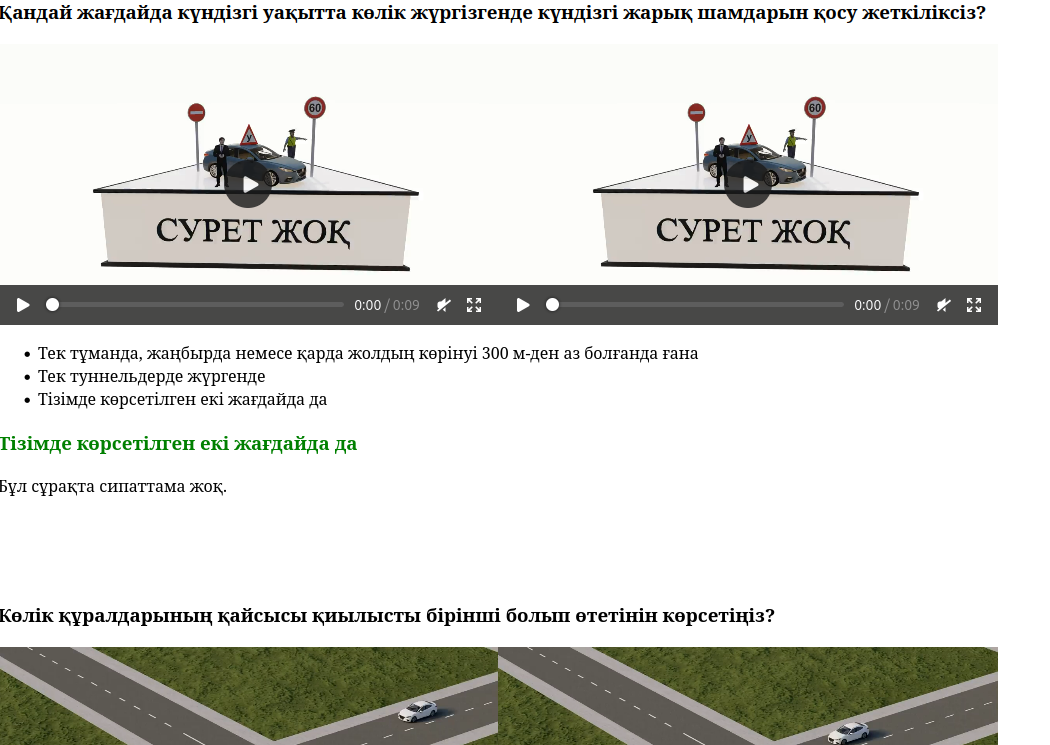 Қандай жағдайда күндізгі уақытта көлік жүргізгенде күндізгі жарық шамдарын қосу жеткіліксіз?
60
60
У
У
СУРЕТ ЖОҚ
СУРЕТ ЖОҚ
0:00 / 0:09
0:00 / 0:09
• Тек тұманда, жаңбырда немесе қарда жолдың көрінуі 300 м-ден аз болғанда ғана
• Тек туннельдерде жүргенде
• Тізімде көрсетілген екі жағдайда да
Тізімде көрсетілген екі жағдайда да
Бұл сұрақта сипаттама жоқ.
Көлік құралдарының қайсысы қиылысты бірінші болып өтетінін көрсетіңіз?